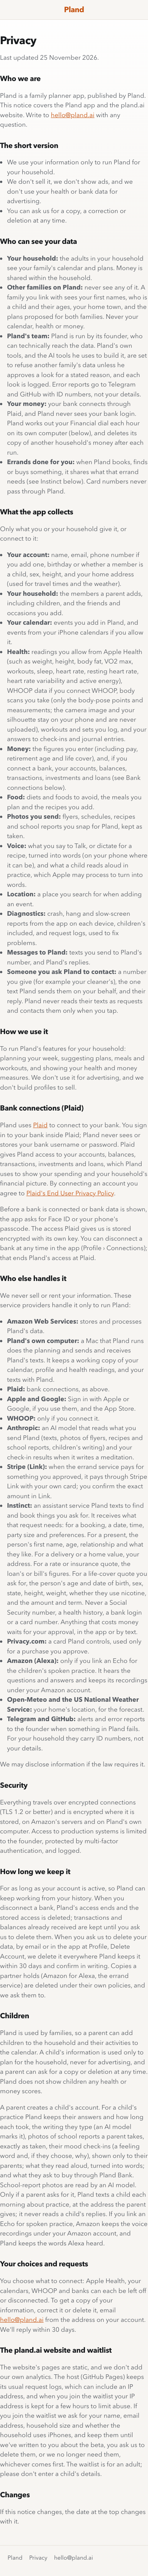 Pland
Privacy
Last updated 25 November 2026.
Who we are
Pland is a family planner app, published by Pland.
This notice covers the Pland app and the pland.ai
website. Write to hello@pland.ai with any
question.
The short version
We use your information only to run Pland for
your household.
We don't sell it, we don't show ads, and we
don't use your health or bank data for
advertising.
You can ask us for a copy, a correction or
deletion at any time.
Who can see your data
Your household: the adults in your household
see your family's calendar and plans. Money is
shared within the household.
Other families on Pland: never see any of it. A
family you link with sees your first names, who is
a child and their ages, your home town, and the
plans proposed for both families. Never your
calendar, health or money.
Pland's team: Pland is run by its founder, who
can technically reach the data. Pland's own
tools, and the AI tools he uses to build it, are set
to refuse another family's data unless he
approves a look for a stated reason, and each
look is logged. Error reports go to Telegram
and GitHub with ID numbers, not your details.
Your money: your bank connects through
Plaid, and Pland never sees your bank login.
Pland works out your Financial dial each hour
on its own computer (below), and deletes its
copy of another household's money after each
run.
Errands done for you: when Pland books, finds
or buys something, it shares what that errand
needs (see Instinct below). Card numbers never
pass through Pland.
What the app collects
Only what you or your household give it, or
connect to it:
Your account: name, email, phone number if
you add one, birthday or whether a member is
a child, sex, height, and your home address
(used for travel times and the weather).
Your household: the members a parent adds,
including children, and the friends and
occasions you add.
Your calendar: events you add in Pland, and
events from your iPhone calendars if you allow
it.
Health: readings you allow from Apple Health
(such as weight, height, body fat, VO2 max,
workouts, sleep, heart rate, resting heart rate,
heart rate variability and active energy),
WHOOP data if you connect WHOOP, body
scans you take (only the body-pose points and
measurements; the camera image and your
silhouette stay on your phone and are never
uploaded), workouts and sets you log, and your
answers to check-ins and journal entries.
Money: the figures you enter (including pay,
retirement age and life cover), and, if you
connect a bank, your accounts, balances,
transactions, investments and loans (see Bank
connections below).
Food: diets and foods to avoid, the meals you
plan and the recipes you add.
Photos you send: flyers, schedules, recipes
and school reports you snap for Pland, kept as
taken.
Voice: what you say to Talk, or dictate for a
recipe, turned into words (on your phone where
it can be), and what a child reads aloud in
practice, which Apple may process to turn into
words.
Location: a place you search for when adding
an event.
Diagnostics: crash, hang and slow-screen
reports from the app on each device, children's
included, and request logs, used to fix
problems.
Messages to Pland: texts you send to Pland's
number, and Pland's replies.
Someone you ask Pland to contact: a number
you give (for example your cleaner's), the one
text Pland sends them on your behalf, and their
reply. Pland never reads their texts as requests
and contacts them only when you tap.
How we use it
To run Pland's features for your household:
planning your week, suggesting plans, meals and
workouts, and showing your health and money
measures. We don't use it for advertising, and we
don't build profiles to sell.
Bank connections (Plaid)
Pland uses Plaid to connect to your bank. You sign
in to your bank inside Plaid; Pland never sees or
stores your bank username or password. Plaid
gives Pland access to your accounts, balances,
transactions, investments and loans, which Pland
uses to show your spending and your household's
financial picture. By connecting an account you
agree to Plaid's End User Privacy Policy.
Before a bank is connected or bank data is shown,
the app asks for Face ID or your phone's
passcode. The access Plaid gives us is stored
encrypted with its own key. You can disconnect a
bank at any time in the app (Profile › Connections);
that ends Pland's access at Plaid.
Who else handles it
We never sell or rent your information. These
service providers handle it only to run Pland:
Amazon Web Services: stores and processes
Pland's data.
Pland's own computer: a Mac that Pland runs
does the planning and sends and receives
Pland's texts. It keeps a working copy of your
calendar, profile and health readings, and your
texts with Pland.
Plaid: bank connections, as above.
Apple and Google: Sign in with Apple or
Google, if you use them, and the App Store.
WHOOP: only if you connect it.
Anthropic: an AI model that reads what you
send Pland (texts, photos of flyers, recipes and
school reports, children's writing) and your
check-in results when it writes a meditation.
Stripe (Link): when the errand service pays for
something you approved, it pays through Stripe
Link with your own card; you confirm the exact
amount in Link.
Instinct: an assistant service Pland texts to find
and book things you ask for. It receives what
that request needs: for a booking, a date, time,
party size and preferences. For a present, the
person's first name, age, relationship and what
they like. For a delivery or a home value, your
address. For a rate or insurance quote, the
loan's or bill's figures. For a life-cover quote you
ask for, the person's age and date of birth, sex,
state, height, weight, whether they use nicotine,
and the amount and term. Never a Social
Security number, a health history, a bank login
or a card number. Anything that costs money
waits for your approval, in the app or by text.
Privacy.com: a card Pland controls, used only
for a purchase you approve.
Amazon (Alexa): only if you link an Echo for
the children's spoken practice. It hears the
questions and answers and keeps its recordings
under your Amazon account.
Open-Meteo and the US National Weather
Service: your home's location, for the forecast.
Telegram and GitHub: alerts and error reports
to the founder when something in Pland fails.
For your household they carry ID numbers, not
your details.
We may disclose information if the law requires it.
Security
Everything travels over encrypted connections
(TLS 1.2 or better) and is encrypted where it is
stored, on Amazon's servers and on Pland's own
computer. Access to production systems is limited
to the founder, protected by multi-factor
authentication, and logged.
How long we keep it
For as long as your account is active, so Pland can
keep working from your history. When you
disconnect a bank, Pland's access ends and the
stored access is deleted; transactions and
balances already received are kept until you ask
us to delete them. When you ask us to delete your
data, by email or in the app at Profile, Delete
Account, we delete it everywhere Pland keeps it
within 30 days and confirm in writing. Copies a
partner holds (Amazon for Alexa, the errand
service) are deleted under their own policies, and
we ask them to.
Children
Pland is used by families, so a parent can add
children to the household and their activities to
the calendar. A child's information is used only to
plan for the household, never for advertising, and
a parent can ask for a copy or deletion at any time.
Pland does not show children any health or
money scores.
A parent creates a child's account. For a child's
practice Pland keeps their answers and how long
each took, the writing they type (an AI model
marks it), photos of school reports a parent takes,
exactly as taken, their mood check-ins (a feeling
word and, if they choose, why), shown only to their
parents; what they read aloud, turned into words;
and what they ask to buy through Pland Bank.
School-report photos are read by an AI model.
Only if a parent asks for it, Pland texts a child each
morning about practice, at the address the parent
gives; it never reads a child's replies. If you link an
Echo for spoken practice, Amazon keeps the voice
recordings under your Amazon account, and
Pland keeps the words Alexa heard.
Your choices and requests
You choose what to connect: Apple Health, your
calendars, WHOOP and banks can each be left off
or disconnected. To get a copy of your
information, correct it or delete it, email
hello@pland.ai from the address on your account.
We'll reply within 30 days.
The pland.ai website and waitlist
The website's pages are static, and we don't add
our own analytics. The host (GitHub Pages) keeps
its usual request logs, which can include an IP
address, and when you join the waitlist your IP
address is kept for a few hours to limit abuse. If
you join the waitlist we ask for your name, email
address, household size and whether the
household uses iPhones, and keep them until
we've written to you about the beta, you ask us to
delete them, or we no longer need them,
whichever comes first. The waitlist is for an adult;
please don't enter a child's details.
Changes
If this notice changes, the date at the top changes
with it.
Pland Privacy hello@pland.ai